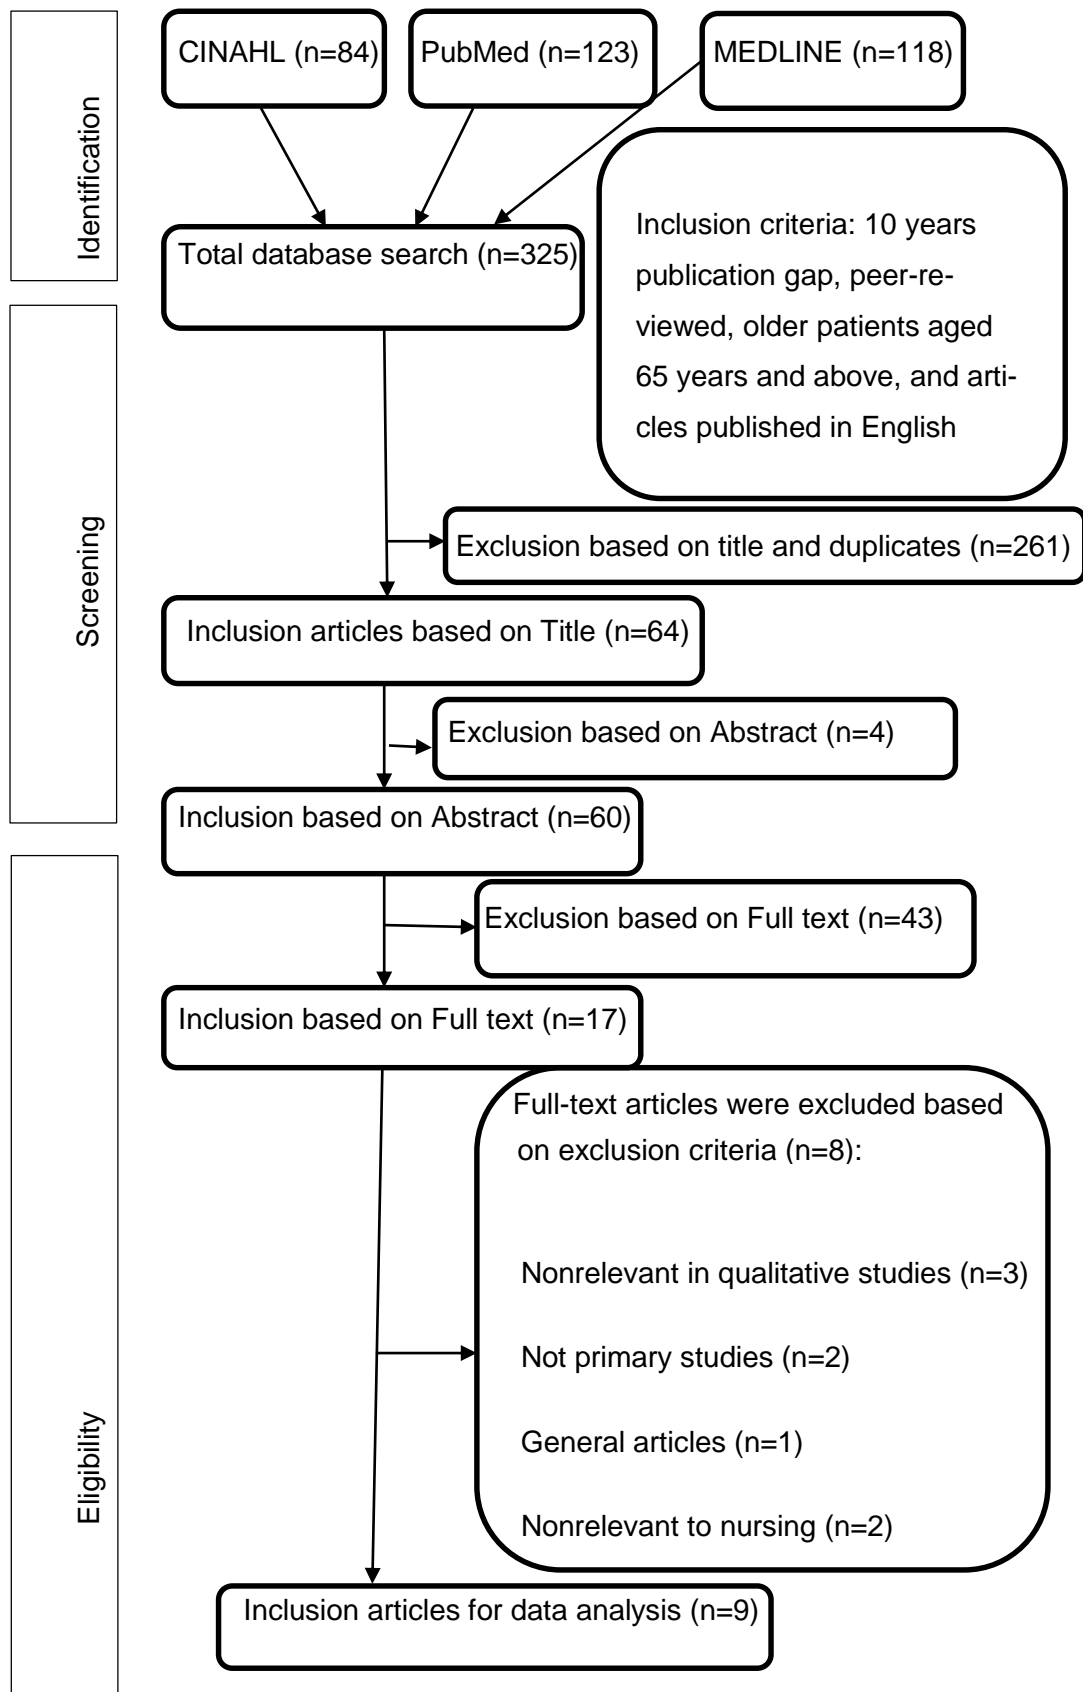 Identification
CINAHL (n=84)
PubMed (n=123)
MEDLINE (n=118)
Total database search (n=325)
Inclusion criteria: 10 years
publication gap, peer-re-
viewed, older patients aged
65 years and above, and arti-
cles published in English
Screening
Exclusion based on title and duplicates (n=261)
Inclusion articles based on Title (n=64)
Exclusion based on Abstract (n=4)
Inclusion based on Abstract (n=60)
Eligibility
Exclusion based on Full text (n=43)
Inclusion based on Full text (n=17)
Full-text articles were excluded based
on exclusion criteria (n=8):
Nonrelevant in qualitative studies (n=3)
Not primary studies (n=2)
General articles (n=1)
Nonrelevant to nursing (n=2)
Inclusion articles for data analysis (n=9)